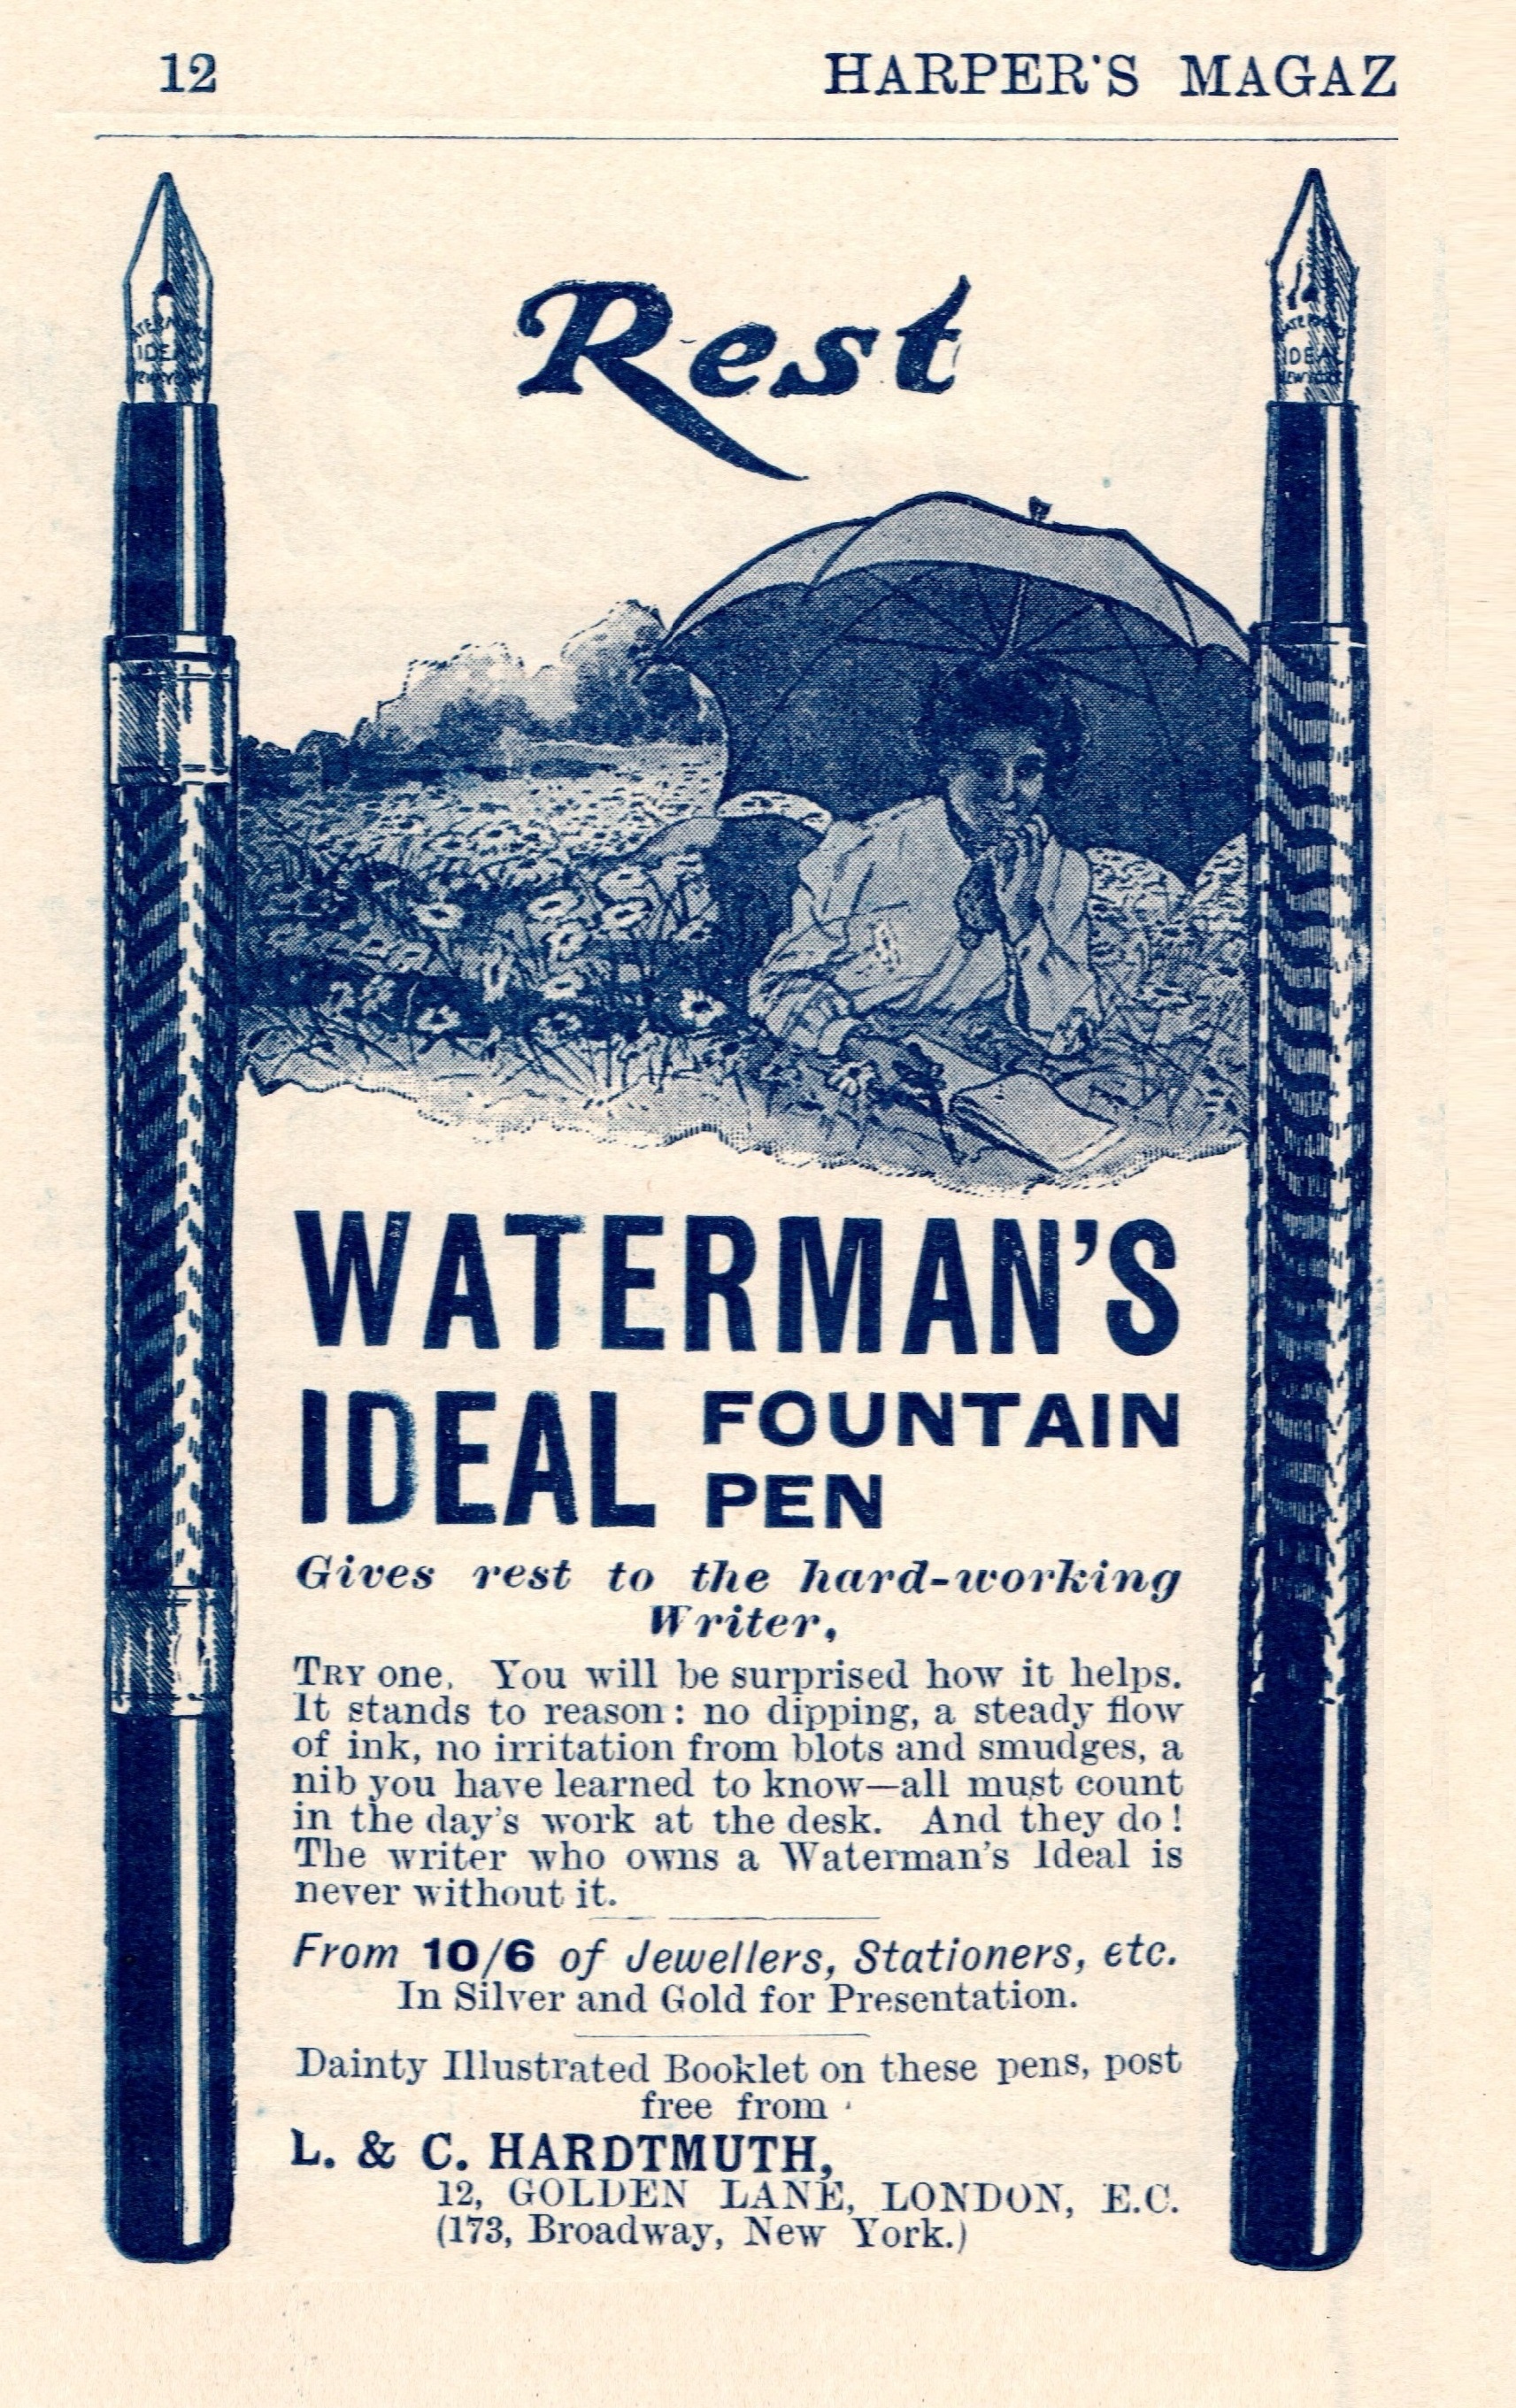 12 HARPER'S MAGAZ
IDEAL
IDEAL
Rest
WATERMAN'S
IDEAL FOUNTAIN
PEN
Gives rest to the hard-working
Writer,
TRY one. You will be surprised how it helps.
It stands to reason: no dipping, a steady flow
of ink, no irritation from blots and smudges, a
nib you have learned to know—all must count
in the day's work at the desk. And they do!
The writer who owns a Waterman's Ideal is
never without it.
From 10/6 of Jewellers, Stationers, etc.
In Silver and Gold for Presentation.
Dainty Illustrated Booklet on these pens, post
free from
L. & C. HARDTMUTH,
12, GOLDEN LANE, LONDON, E.C.
(173, Broadway, New York.)